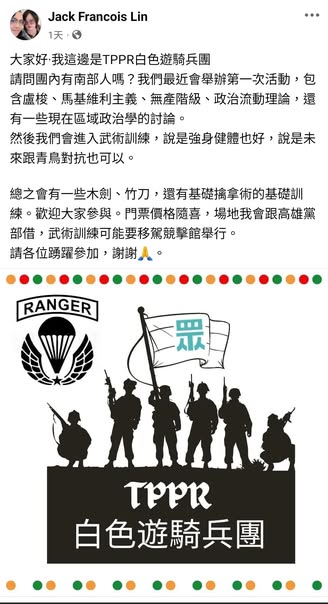 Jack Francois Lin
1天
大家好·我這邊是TPPR白色遊騎兵團
請問團內有南部人嗎？我們最近會舉辦第一次活動，包
含盧梭、馬基維利主義、無產階級、政治流動理論，還
有一些現在區域政治學的討論。
然後我們會進入武術訓練，說是強身健體也好，說是未
來跟青鳥對抗也可以。
總之會有一些木劍、竹刀，還有基礎擒拿術的基礎訓
練。歡迎大家參與。門票價格隨喜，場地我會跟高雄黨
部借，武術訓練可能要移駕競擊館舉行。
請各位踴躍參加，謝謝🙏。
RANGER
眾
TPPR
白色遊騎兵團